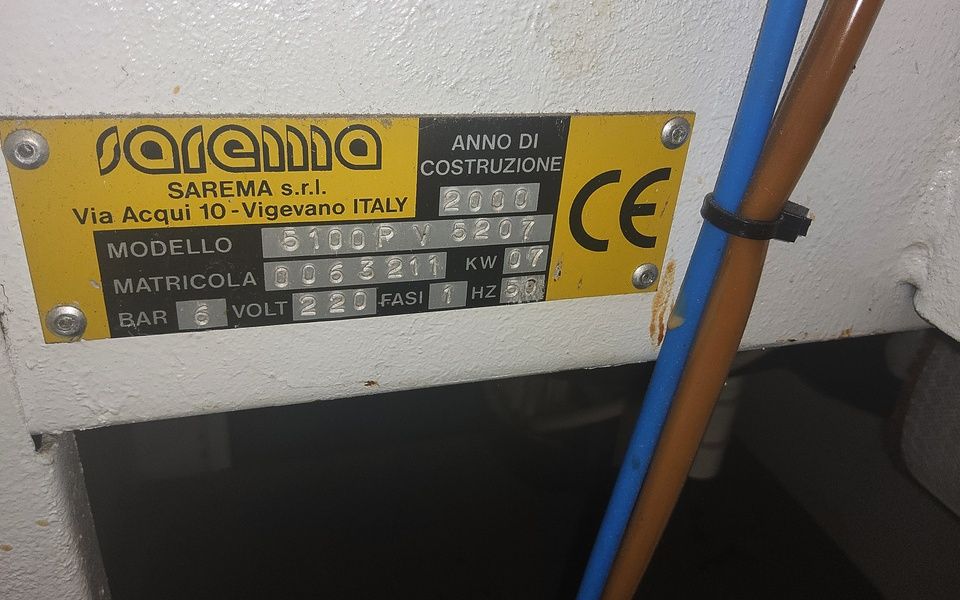 sarema
SAREMA s.r.l.
Via Acqui 10 - Vigevano ITALY
ANNO DI
COSTRUZIONE
2000
MODELLO 5100P V 5207
MATRICOLA 0063211 KW 07
BAR 6 VOLT 220 FASI 1 HZ 50
CE